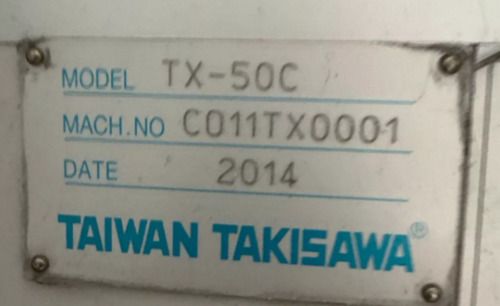 MODEL TX-50C
MACH.NO C011TX0001
DATE 2014
TAIWAN TAKISAWA®